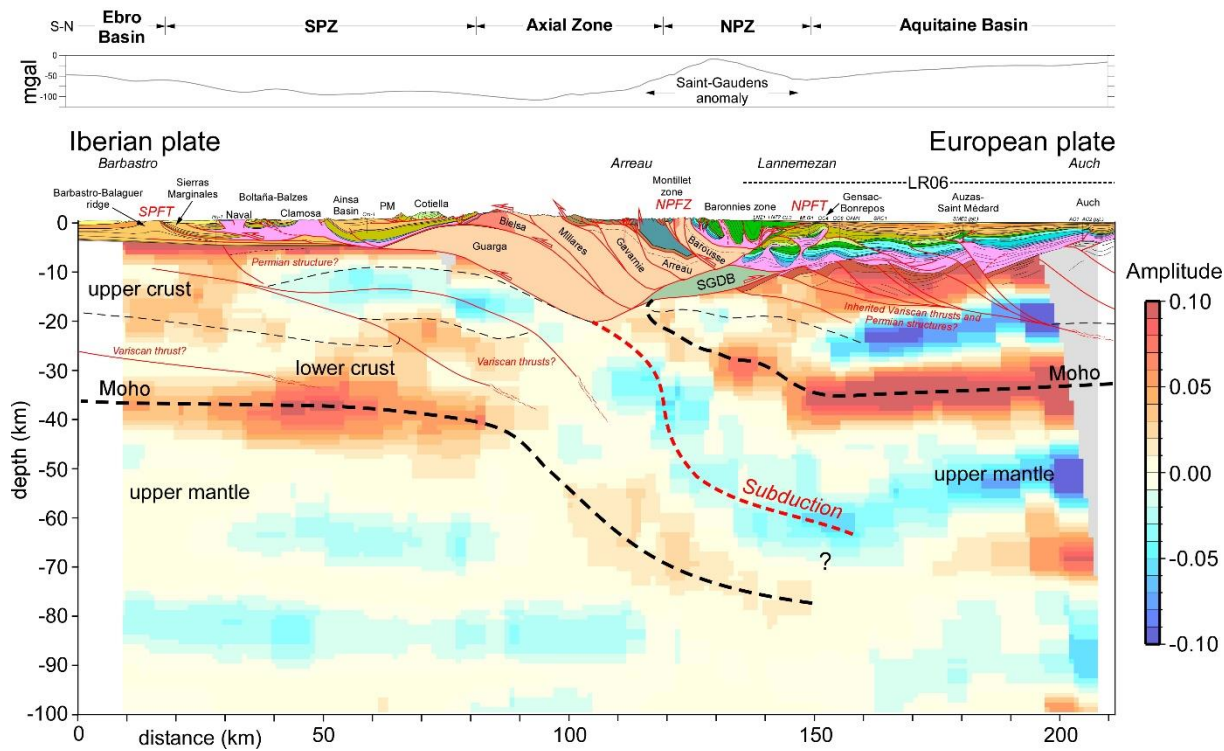 S-N
Ebro Basin
SPZ
Axial Zone
NPZ
Aquitaine Basin
mgal
0
-50
-100
Saint-Gaudens anomaly
Iberian plate
European plate
Barbastro
Arreau
Lannemezan
Auch
LR06
Barbastro-Balaguer ridge
SPFT
Sierras Marginales
Naval
Boltaña-Balzes
Clamosa
Ainsa Basin
PM
Cotiella
Montillet zone
NPFZ
Baronnies zone
NPFT
Gensac-Bonrepos
Auzas-Saint Médard
Auch
Bielsa
Millares
Guarga
Gavarnie
Barousse
Arreau
SGDB
Permian structure?
upper crust
Variscan thrust?
lower crust
Variscan thrusts?
Inherited Variscan thrusts and Permian structures?
Moho
Moho
upper mantle
upper mantle
Subduction
?
depth (km)
0
-10
-20
-30
-40
-50
-60
-70
-80
-90
-100
0
50
100
150
200
distance (km)
Amplitude
0.10
0.05
0.00
-0.05
-0.10